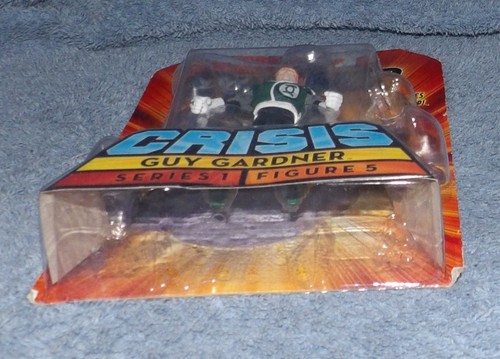 CRISIS
GUY GARDNER
SERIES 1 FIGURE 5